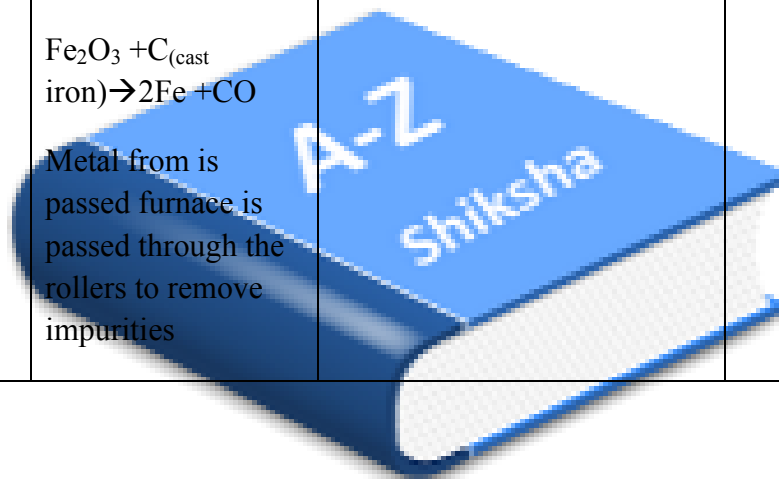 Fe₂O₃ +C(cast
iron)→2Fe +CO
Metal from is
passed furnace is
passed through the
rollers to remove
impurities
A-Z
Shiksha